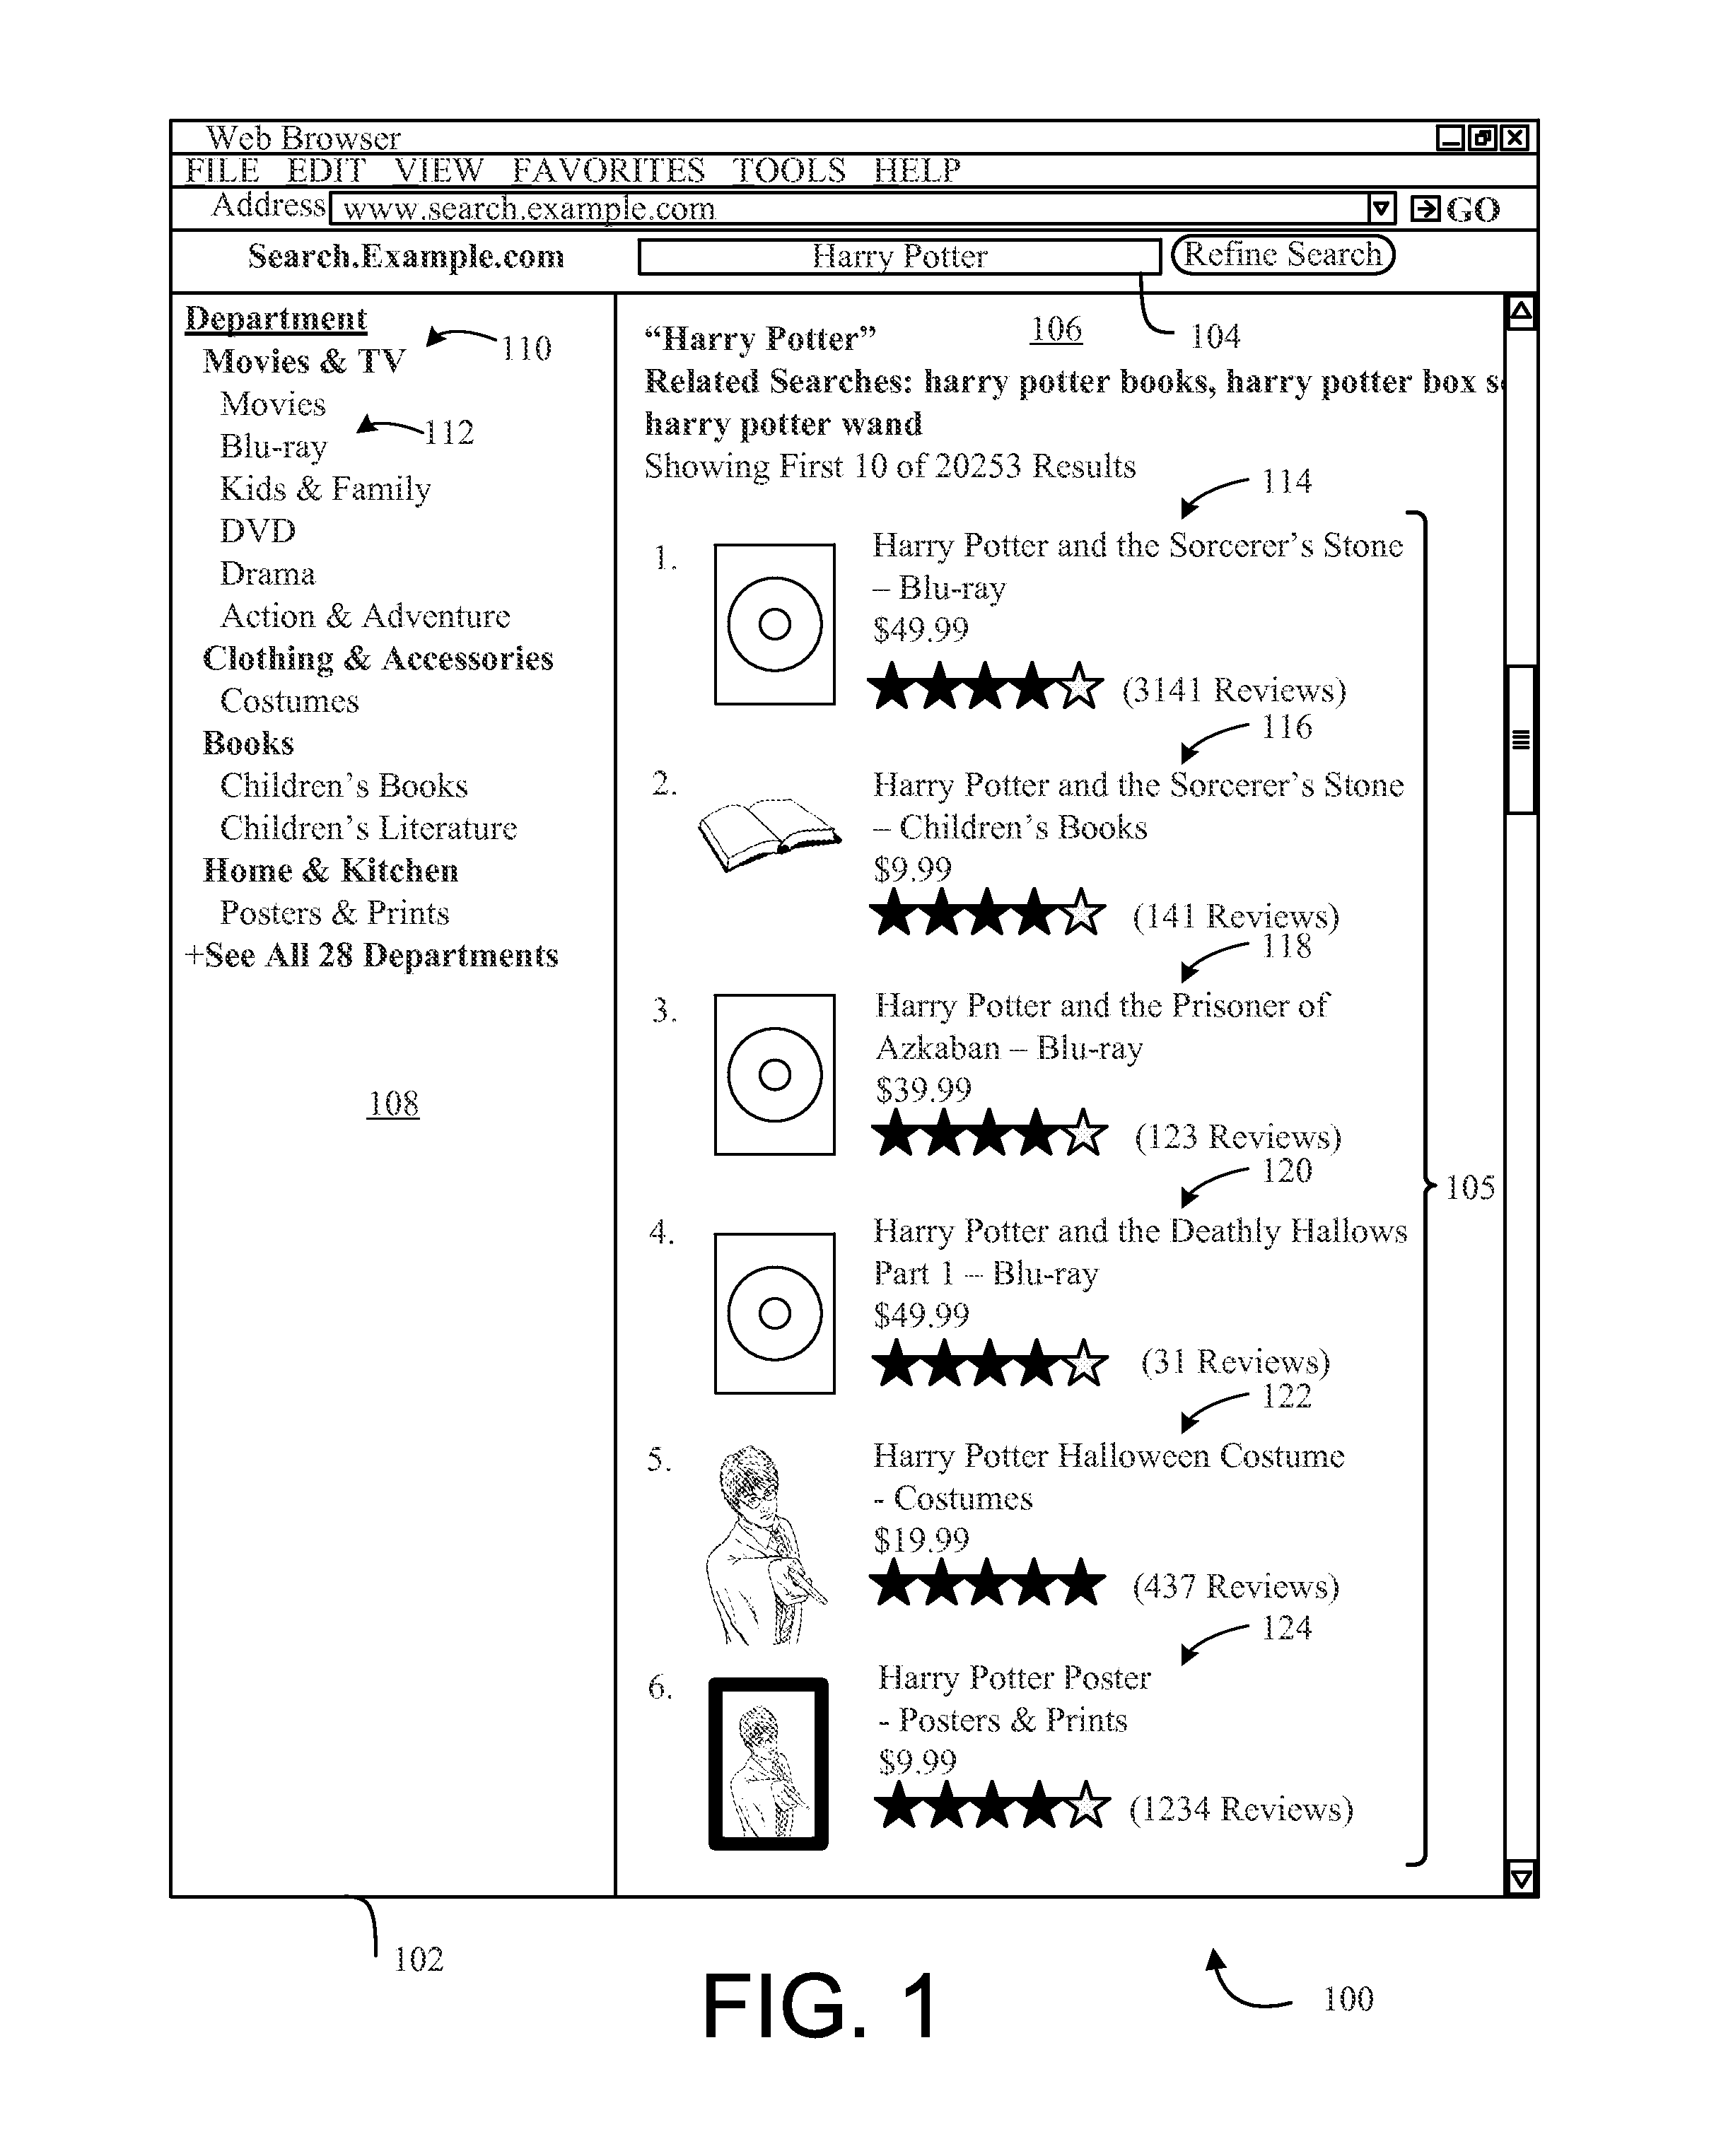 Web Browser
FILE EDIT VIEW FAVORITES TOOLS HELP
Address www.search.example.com GO
Search.Example.com Harry Potter Refine Search
Department
Movies & TV
110
Movies
Blu-ray
112
Kids & Family
DVD
Drama
Action & Adventure
Clothing & Accessories
Costumes
Books
Children's Books
Children's Literature
Home & Kitchen
Posters & Prints
+See All 28 Departments
108
“Harry Potter” 106 104
Related Searches: harry potter books, harry potter box s
harry potter wand
Showing First 10 of 20253 Results
114
1. Harry Potter and the Sorcerer's Stone
– Blu-ray
$49.99
(3141 Reviews)
116
2. Harry Potter and the Sorcerer's Stone
– Children's Books
$9.99
(141 Reviews)
118
3. Harry Potter and the Prisoner of
Azkaban – Blu-ray
$39.99
(123 Reviews)
120
105
4. Harry Potter and the Deathly Hallows
Part 1 – Blu-ray
$49.99
(31 Reviews)
122
5. Harry Potter Halloween Costume
- Costumes
$19.99
(437 Reviews)
124
6. Harry Potter Poster
- Posters & Prints
$9.99
(1234 Reviews)
102
FIG. 1
100